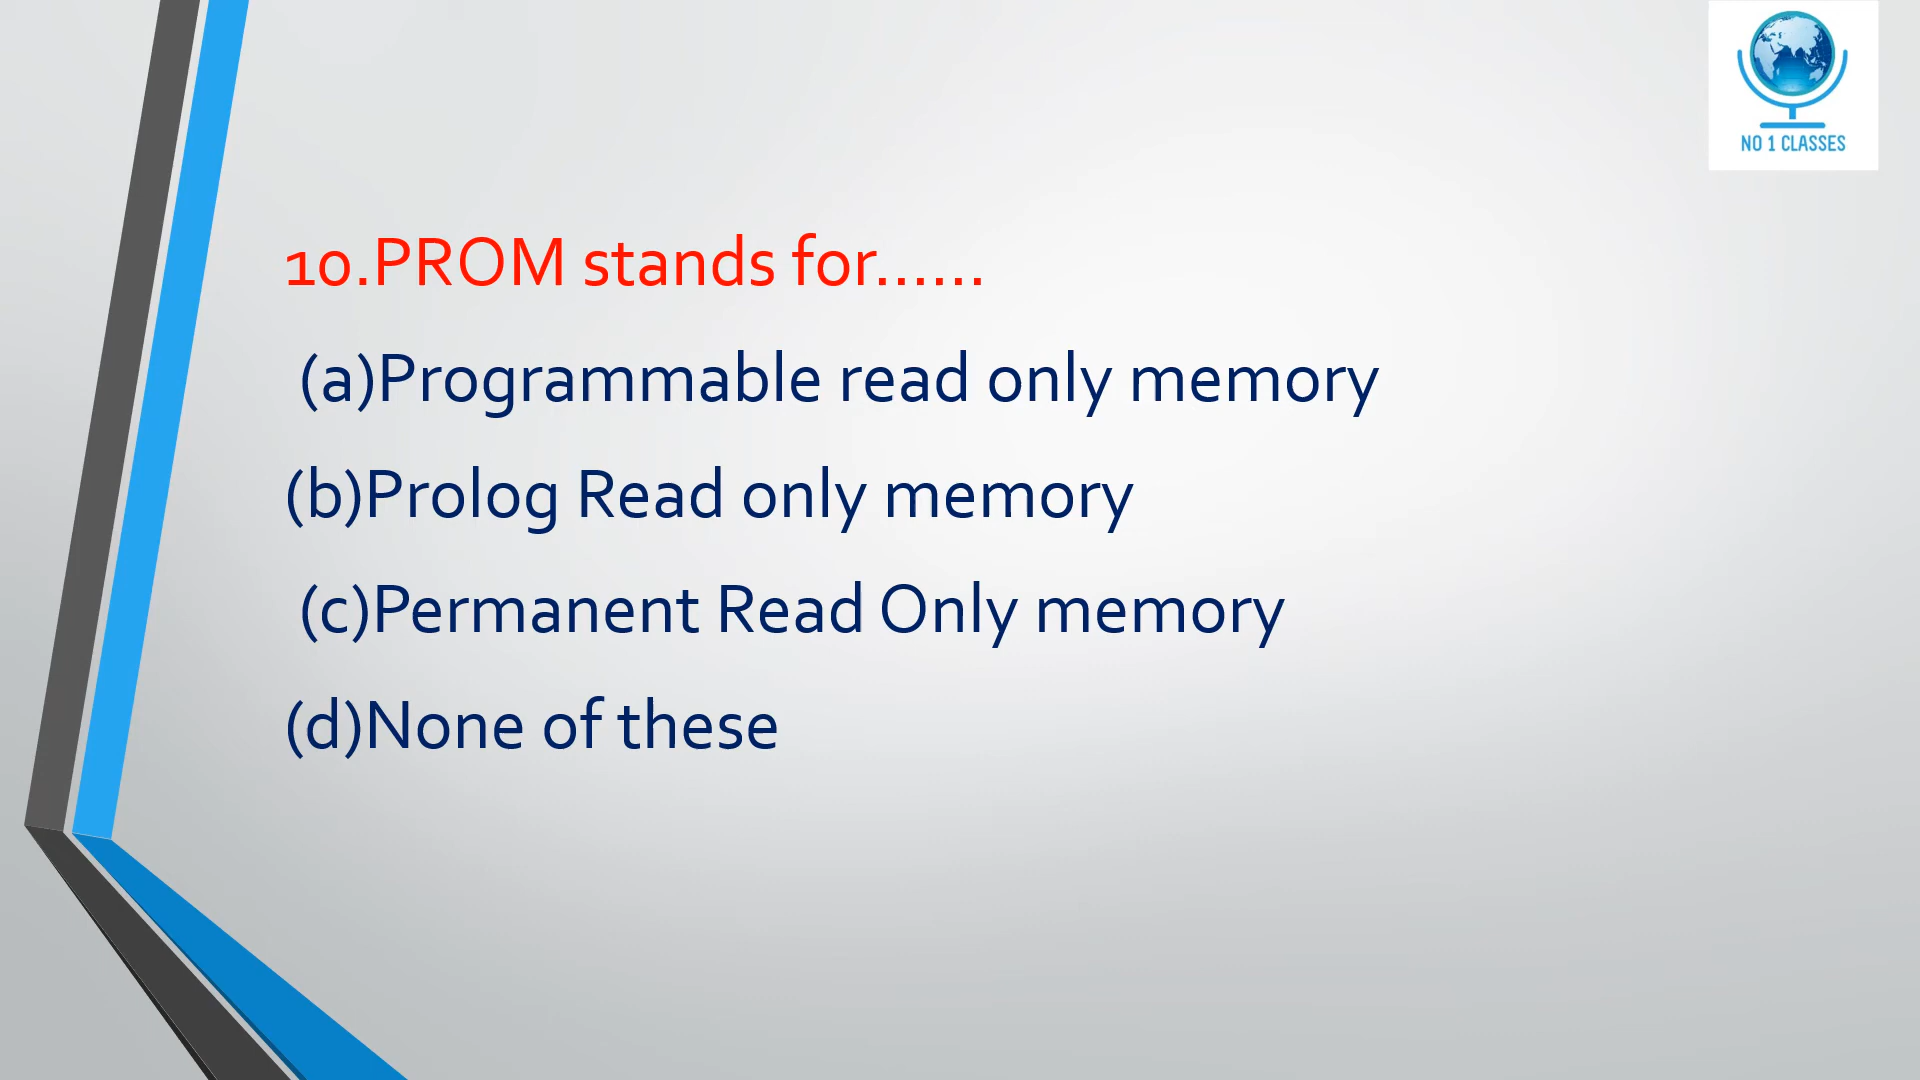 NO 1 CLASSES
10.PROM stands for......
(a)Programmable read only memory
(b)Prolog Read only memory
(c)Permanent Read Only memory
(d)None of these